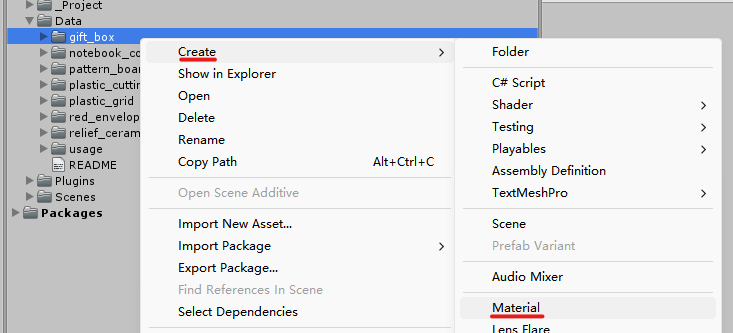 _Project
Data
gift_box
notebook_co
pattern_boar
plastic_cuttin
plastic_grid
red_envelop
relief_ceram
usage
README
Plugins
Scenes
Packages
Create
Show in Explorer
Open
Delete
Rename
Copy Path Alt+Ctrl+C
Open Scene Additive
Import New Asset...
Import Package
Export Package...
Find References In Scene
Select Dependencies
Folder
C# Script
Shader
Testing
Playables
Assembly Definition
TextMeshPro
Scene
Prefab Variant
Audio Mixer
Material
Lens Flare